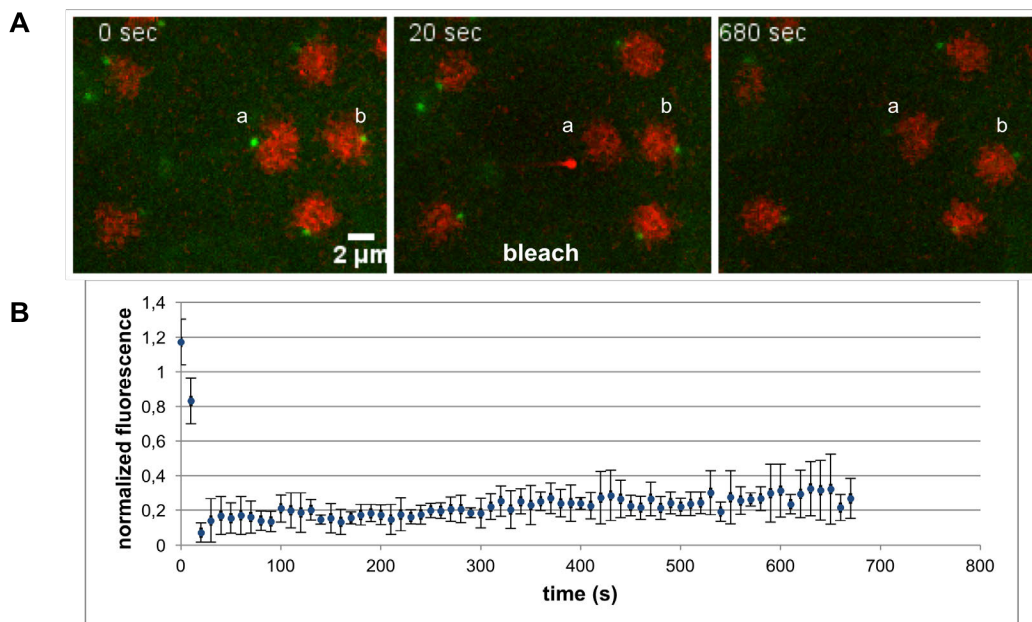 A
0 sec
20 sec
680 sec
a
b
a
b
a
b
2 µm
bleach
B
normalized fluorescence
1,4
1,2
1
0,8
0,6
0,4
0,2
0
0 100 200 300 400 500 600 700 800
time (s)